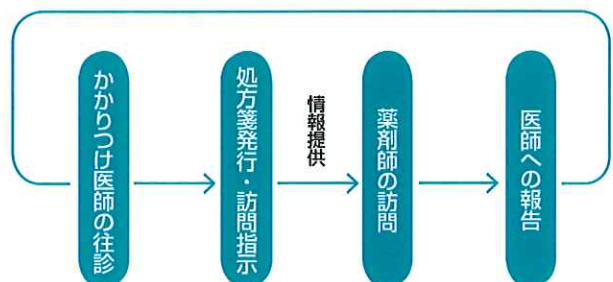 かかりつけ医師の往診
処方箋発行・訪問指示
情報提供
薬剤師の訪問
医師への報告